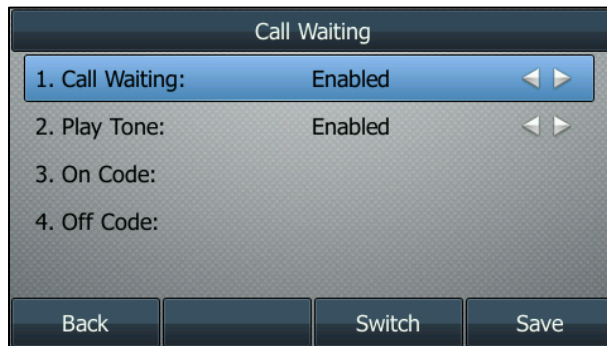 Call Waiting
1. Call Waiting: Enabled
2. Play Tone: Enabled
3. On Code:
4. Off Code:
Back Switch Save